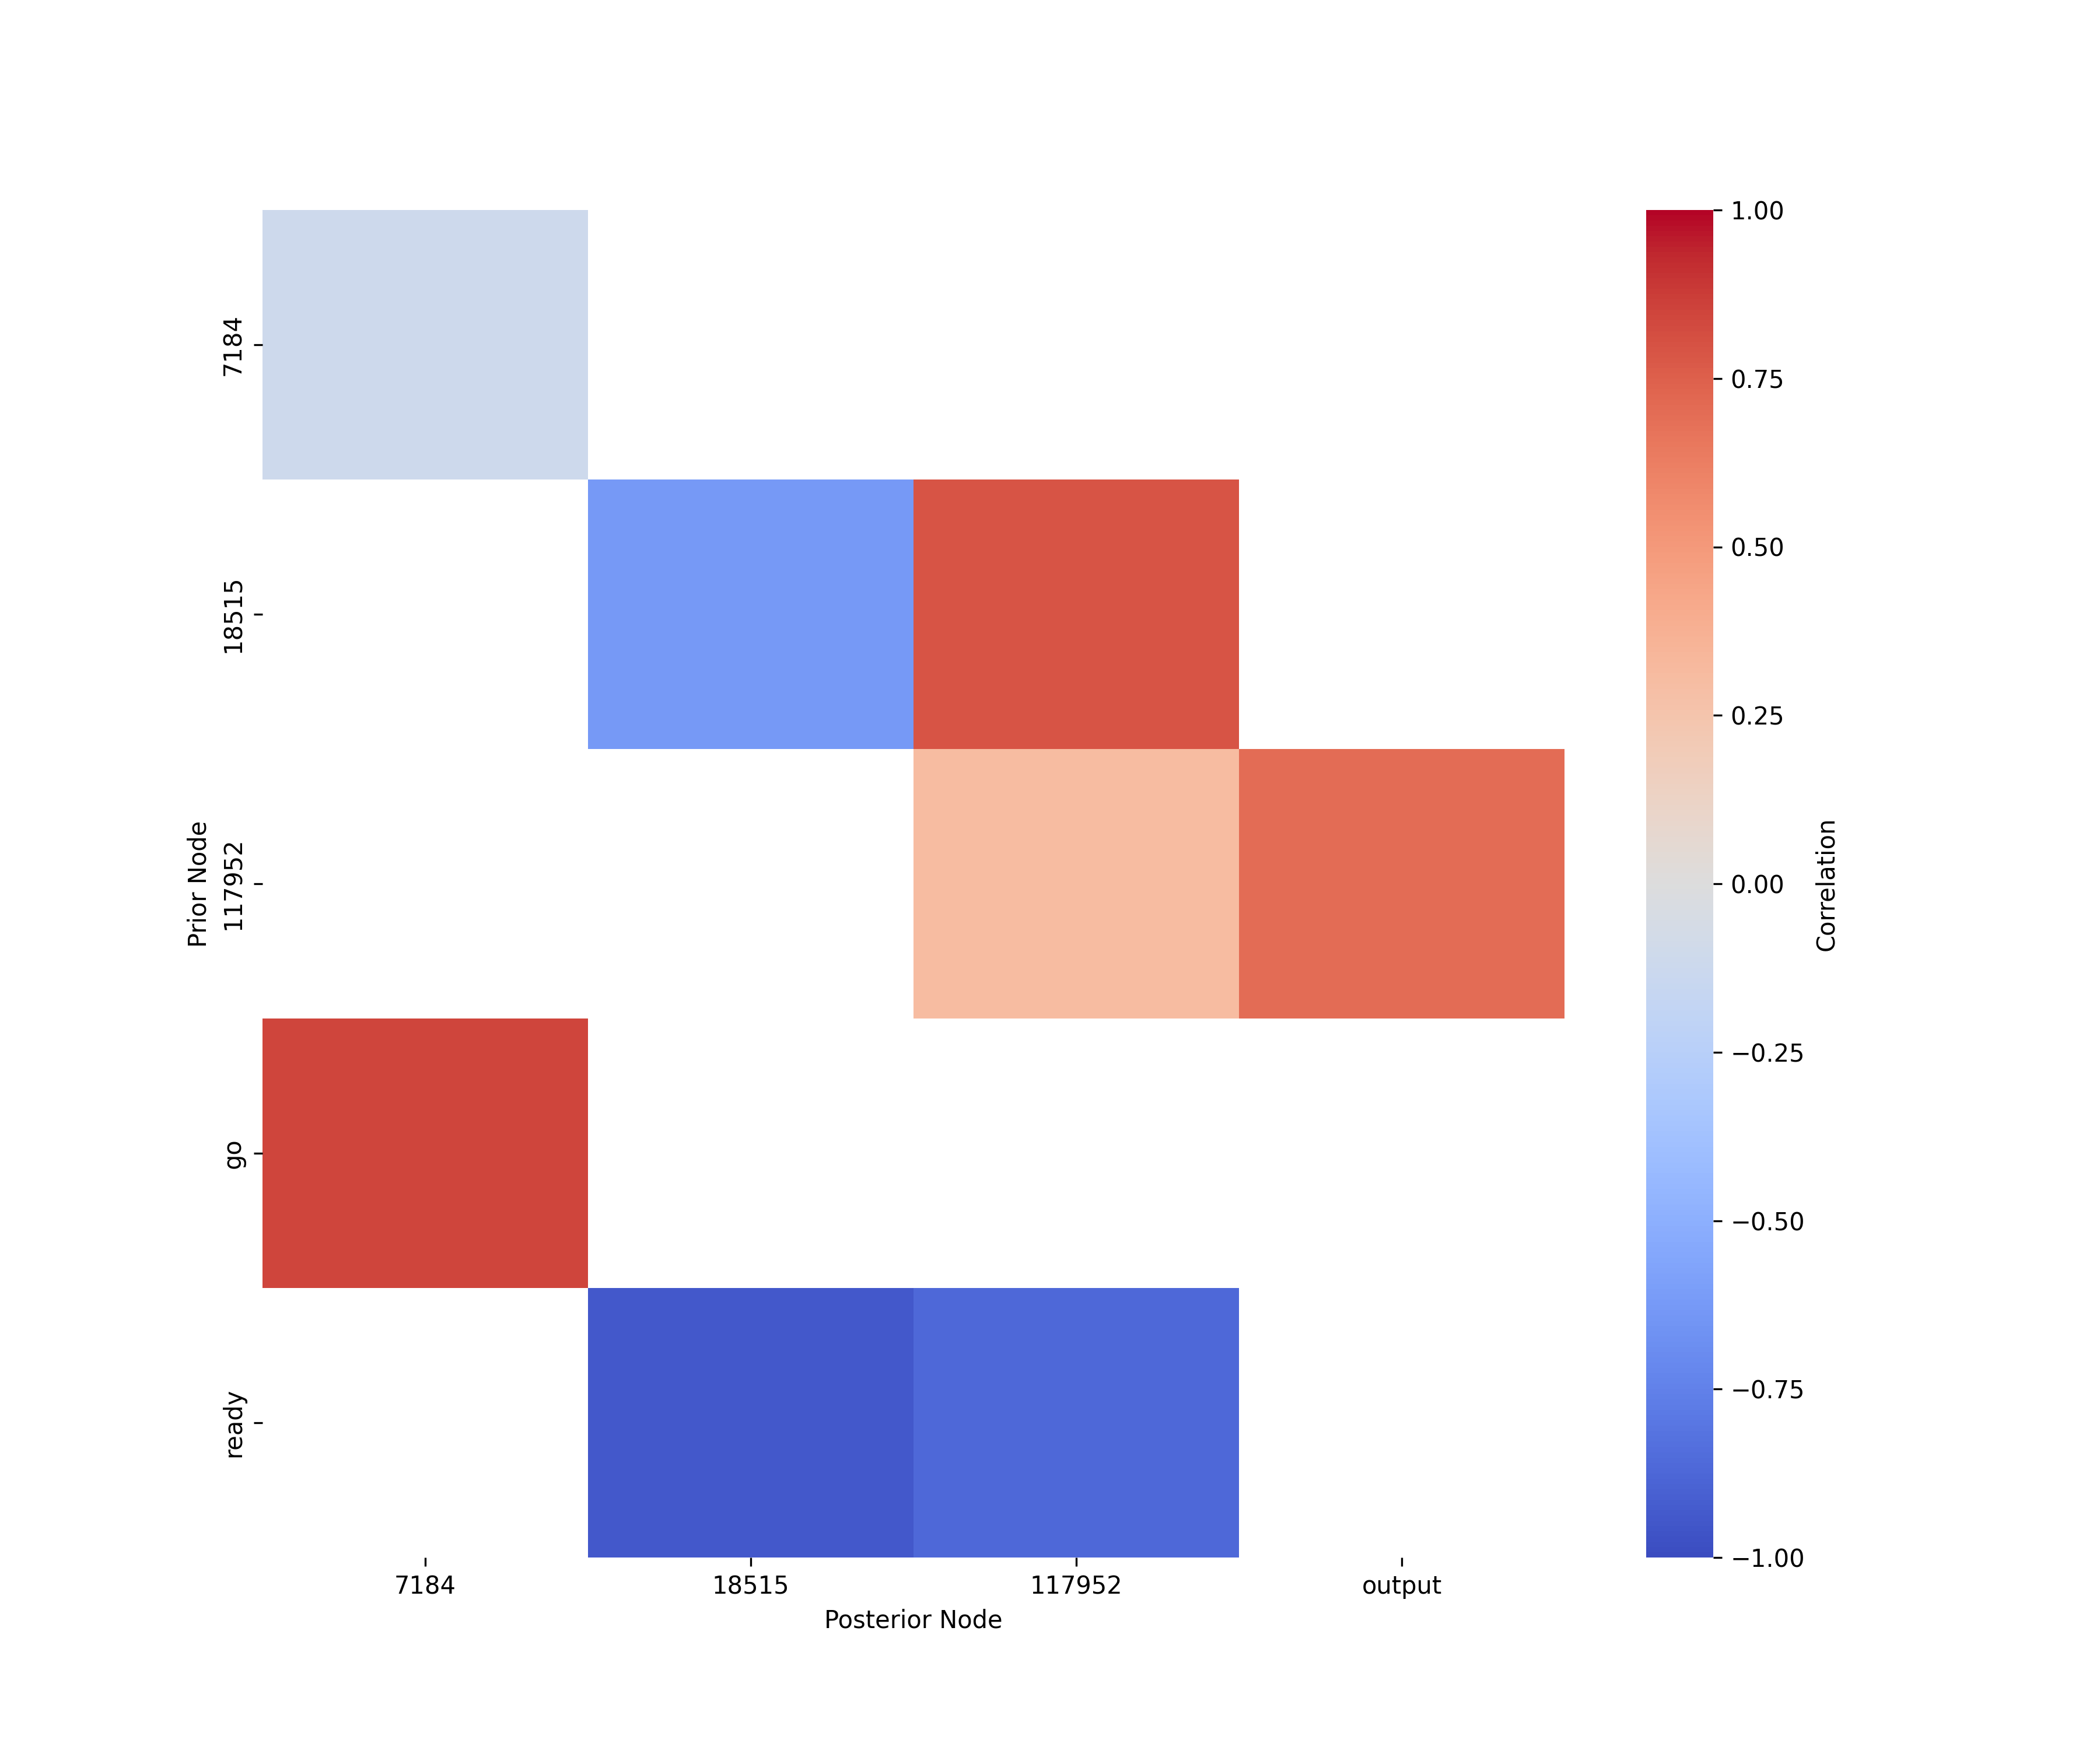 Prior Node
7184
18515
117952
go
ready
7184
18515
117952
output
Posterior Node
1.00
0.75
0.50
0.25
0.00
−0.25
−0.50
−0.75
−1.00
Correlation